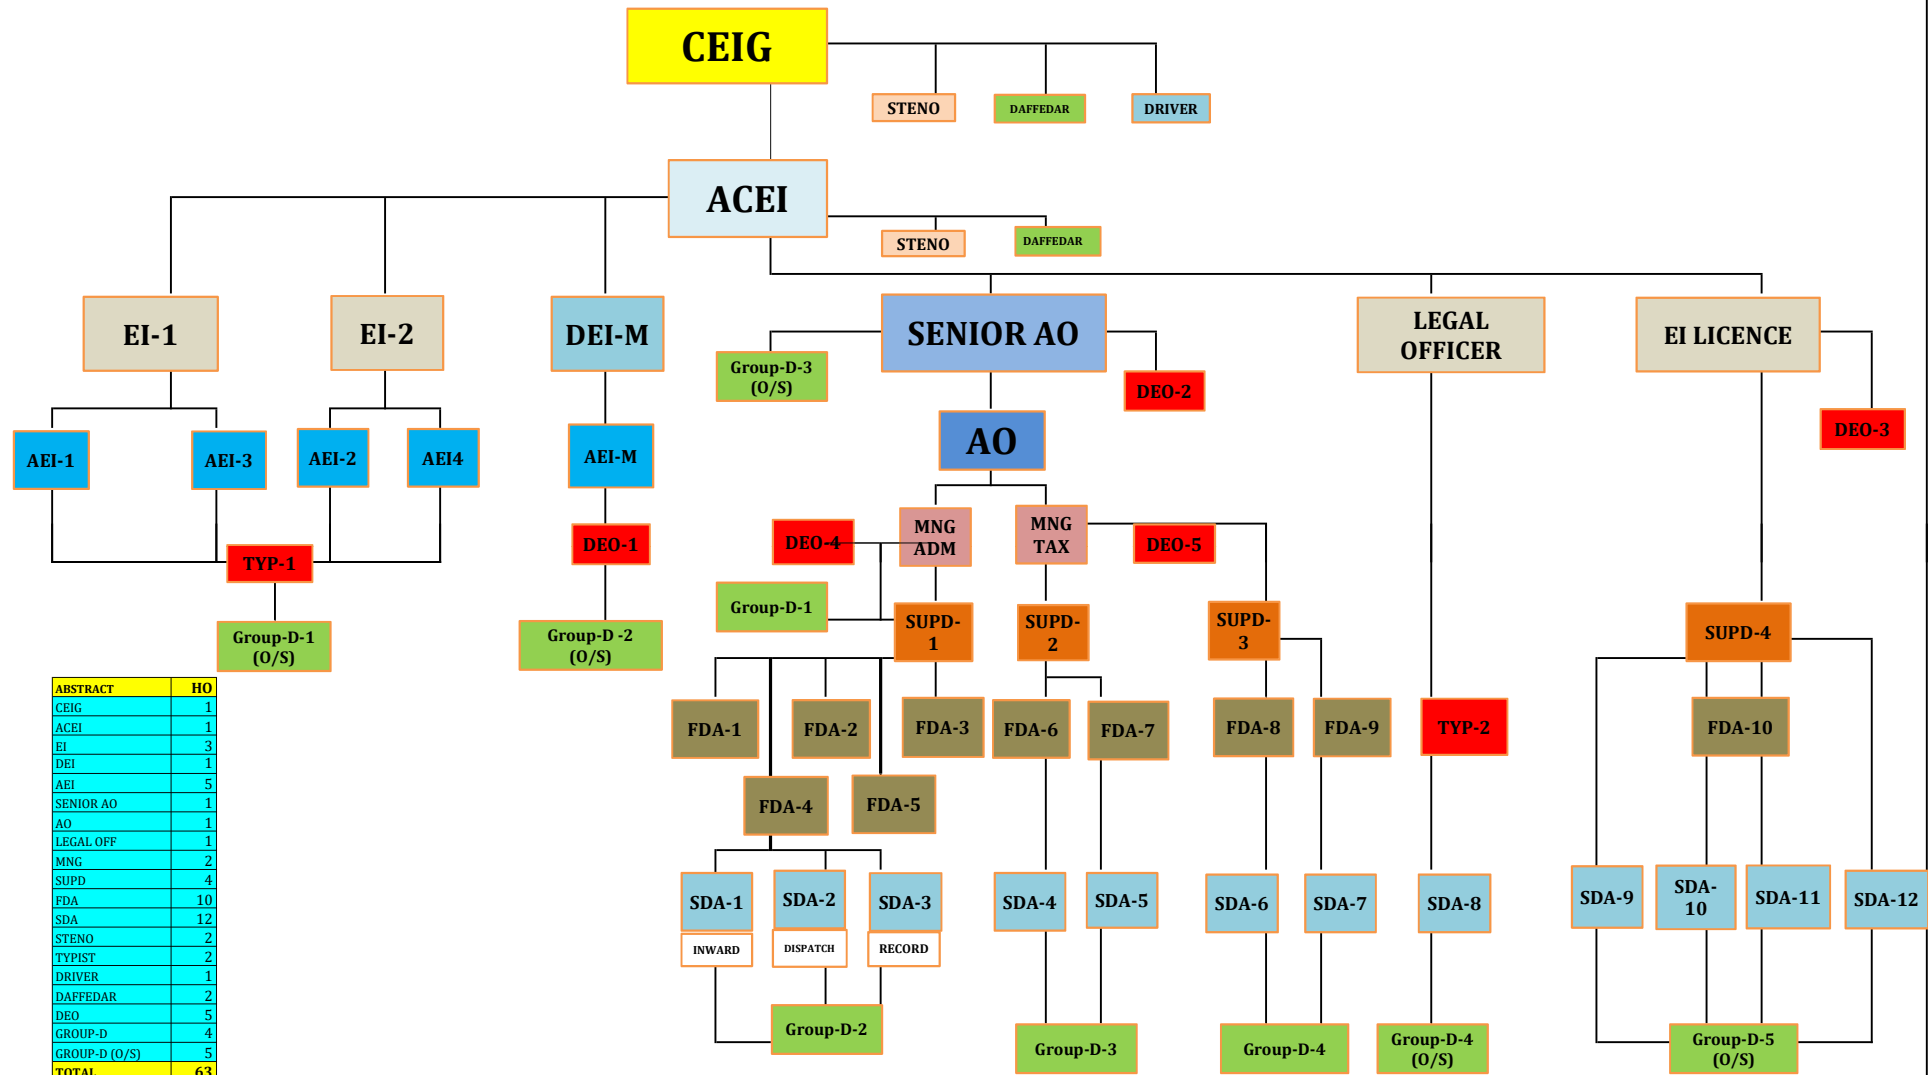 CEIG
STENO
DAFFEDAR
DRIVER
ACEI
STENO
DAFFEDAR
EI-1
EI-2
DEI-M
SENIOR AO
LEGAL
OFFICER
EI LICENCE
Group-D-3
(O/S)
DEO-2
DEO-3
AEI-1
AEI-3
AEI-2
AEI4
AEI-M
AO
TYP-1
DEO-1
DEO-4
MNG
ADM
MNG
TAX
DEO-5
Group-D-1
Group-D-1
(O/S)
Group-D -2
(O/S)
SUPD-
1
SUPD-
2
SUPD-
3
SUPD-4
FDA-1
FDA-2
FDA-3
FDA-6
FDA-7
FDA-8
FDA-9
TYP-2
FDA-10
FDA-4
FDA-5
SDA-1
SDA-2
SDA-3
SDA-4
SDA-5
SDA-6
SDA-7
SDA-8
SDA-9
SDA-
10
SDA-11
SDA-12
INWARD
DISPATCH
RECORD
Group-D-2
Group-D-3
Group-D-4
Group-D-4
(O/S)
Group-D-5
(O/S)
ABSTRACT HO
CEIG 1
ACEI 1
EI 3
DEI 1
AEI 5
SENIOR AO 1
AO 1
LEGAL OFF 1
MNG 2
SUPD 4
FDA 10
SDA 12
STENO 2
TYPIST 2
DRIVER 1
DAFFEDAR 2
DEO 5
GROUP-D 4
GROUP-D (O/S) 5
TOTAL 63